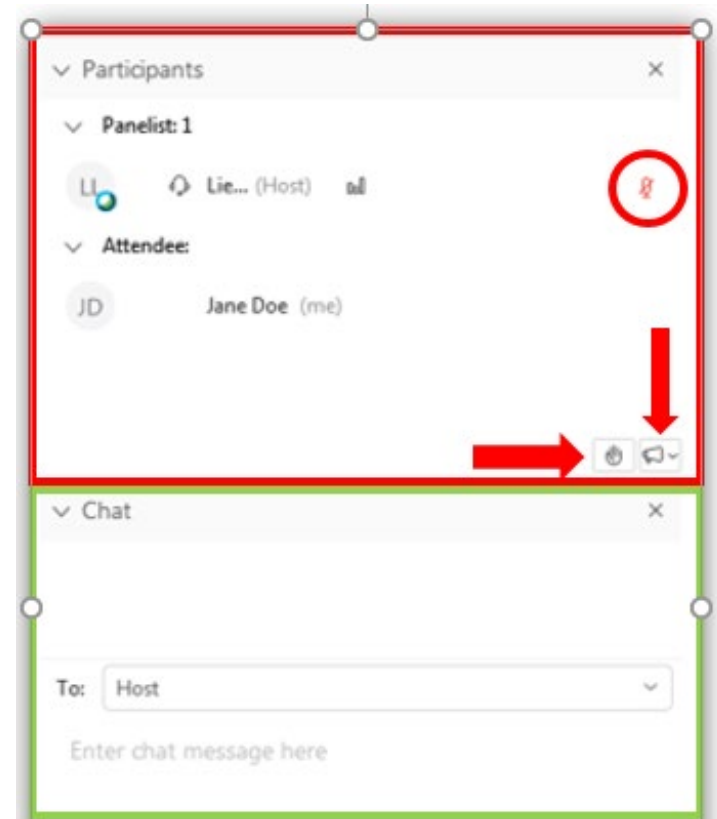 Participants
Panelist: 1
LL Lie... (Host)
Attendee:
JD Jane Doe (me)
Chat
To: Host
Enter chat message here